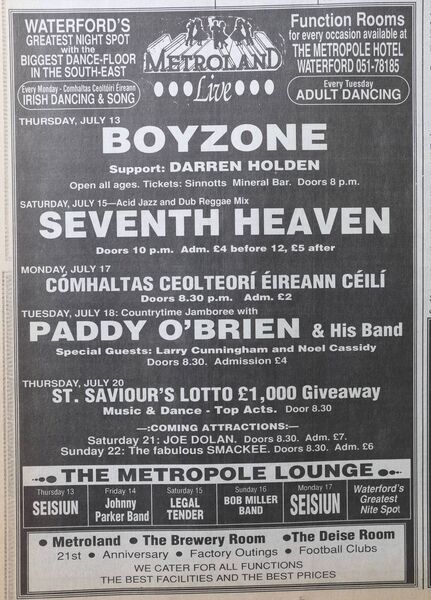 WATERFORD'S
GREATEST NIGHT SPOT
with the
BIGGEST DANCE-FLOOR
IN THE SOUTH-EAST
Every Monday - Comhaltas Ceoltóirí Éireann
IRISH DANCING & SONG
METROLAND
Live
Function Rooms
for every occasion available at
THE METROPOLE HOTEL
WATERFORD 051-78185
Every Tuesday
ADULT DANCING
THURSDAY, JULY 13
BOYZONE
Support: DARREN HOLDEN
Open all ages. Tickets: Sinnotts Mineral Bar. Doors 8 p.m.
SATURDAY, JULY 15—Acid Jazz and Dub Reggae Mix
SEVENTH HEAVEN
Doors 10 p.m. Adm. £4 before 12, £5 after
MONDAY, JULY 17
CÓMHALTAS CEOLTEORÍ ÉIREANN CÉILÍ
Doors 8.30 p.m. Adm. £2
TUESDAY, JULY 18: Countrytime Jamboree with
PADDY O'BRIEN & His Band
Special Guests: Larry Cunningham and Noel Cassidy
Doors 8.30. Admission £4
THURSDAY, JULY 20
ST. SAVIOUR'S LOTTO £1,000 Giveaway
Music & Dance - Top Acts. Door 8.30
—:COMING ATTRACTIONS:—
Saturday 21: JOE DOLAN. Doors 8.30. Adm. £7.
Sunday 22: The fabulous SMACKEE. Doors 8.30. Adm. £6
THE METROPOLE LOUNGE
Thursday 13
SEISIUN
Friday 14
Johnny
Parker Band
Saturday 15
LEGAL
TENDER
Sunday 16
BOB MILLER
BAND
Monday 17
SEISIUN
Waterford's
Greatest
Nite Spot
● Metroland ● The Brewery Room ●The Deise Room
21st ● Anniversary ● Factory Outings ● Football Clubs
WE CATER FOR ALL FUNCTIONS
THE BEST FACILITIES AND THE BEST PRICES